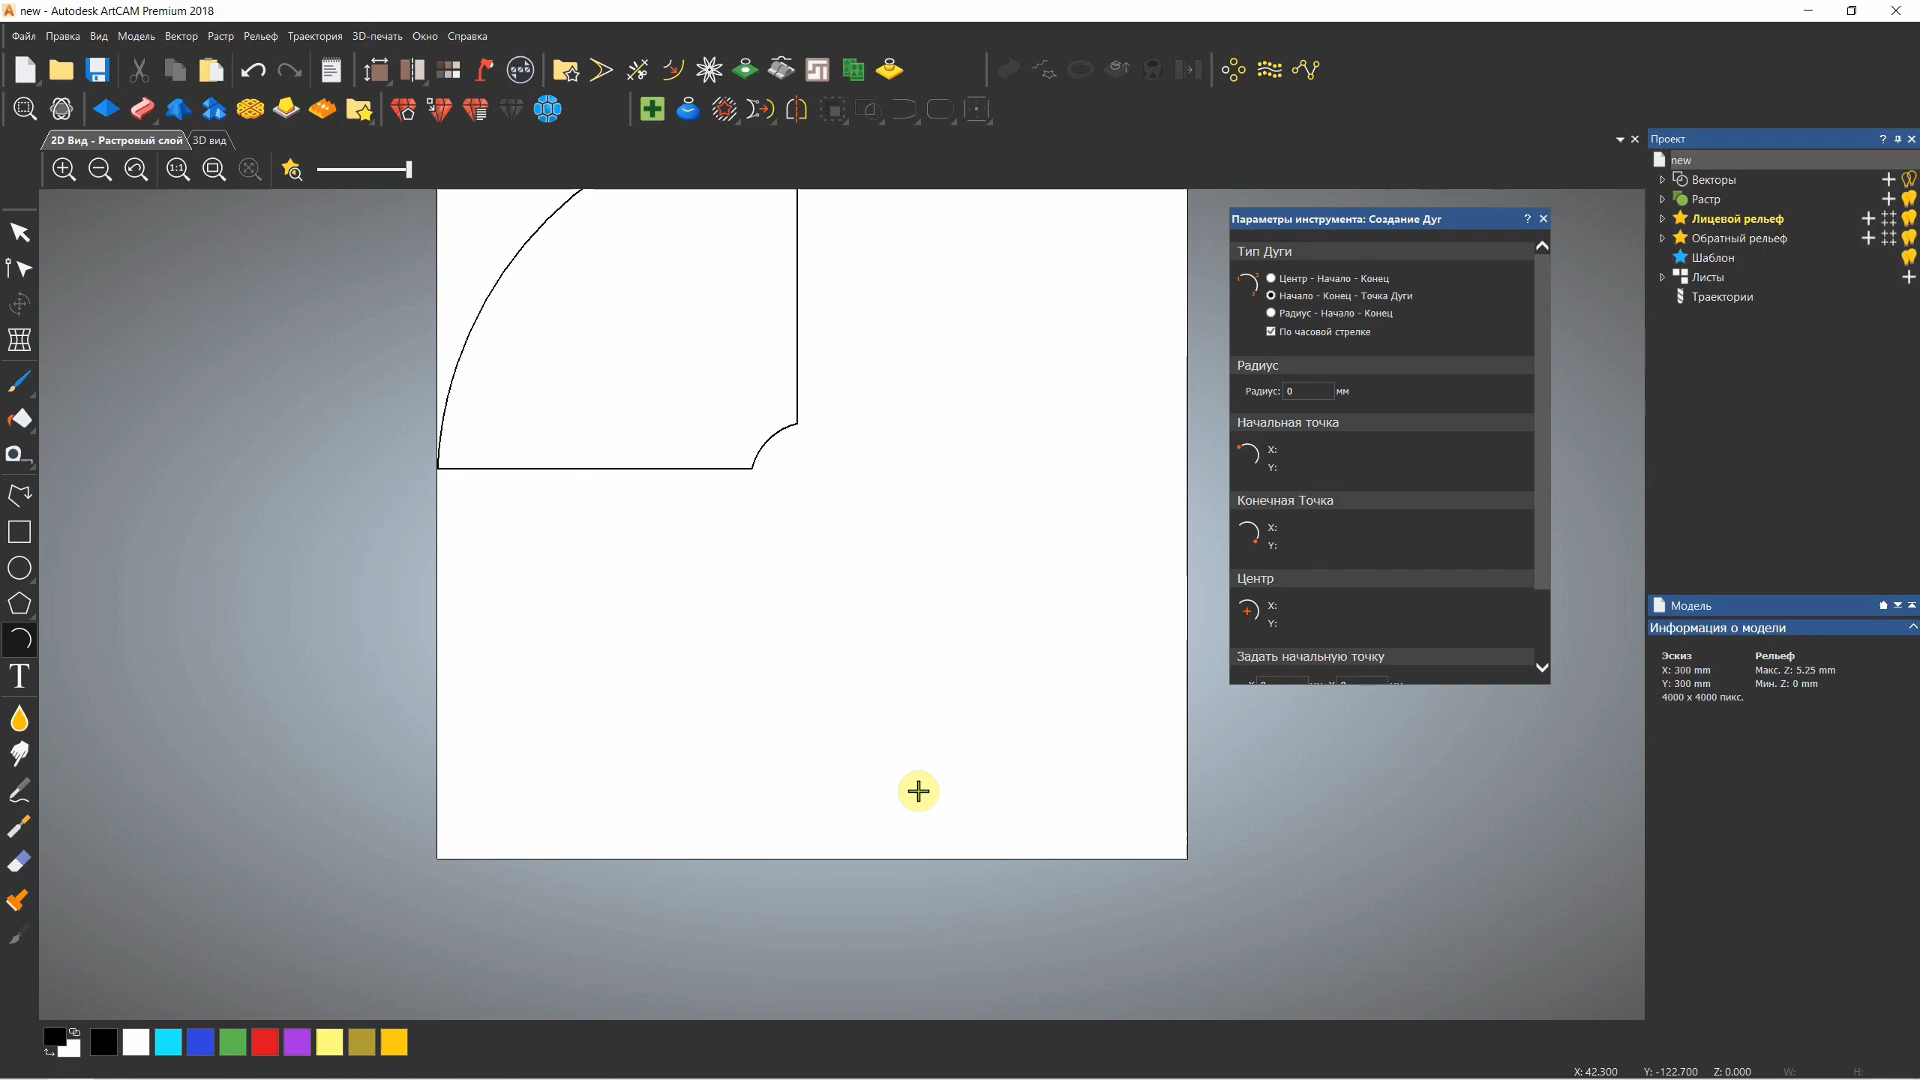 new - Autodesk ArtCAM Premium 2018
Файл Правка Вид Модель Вектор Растр Рельеф Траектория 3D-печать Окно Справка
2D Вид - Растровый слой 3D вид
1:1
Параметры инструмента: Создание Дуг ?
Тип Дуги
Центр - Начало - Конец
Начало - Конец - Точка Дуги
Радиус - Начало - Конец
По часовой стрелке
Радиус
Радиус: 0 мм
Начальная точка
X:
Y:
Конечная Точка
X:
Y:
Центр
X:
Y:
Задать начальную точку
Проект ?
new
Векторы
Растр
Лицевой рельеф
Обратный рельеф
Шаблон
Листы
Траектории
Модель
Информация о модели
Эскиз Рельеф
X: 300 mm Макс. Z: 5.25 mm
Y: 300 mm Мин. Z: 0 mm
4000 x 4000 пикс.
T
X: 42.300 Y: -122.700 Z: 0.000 W: H: